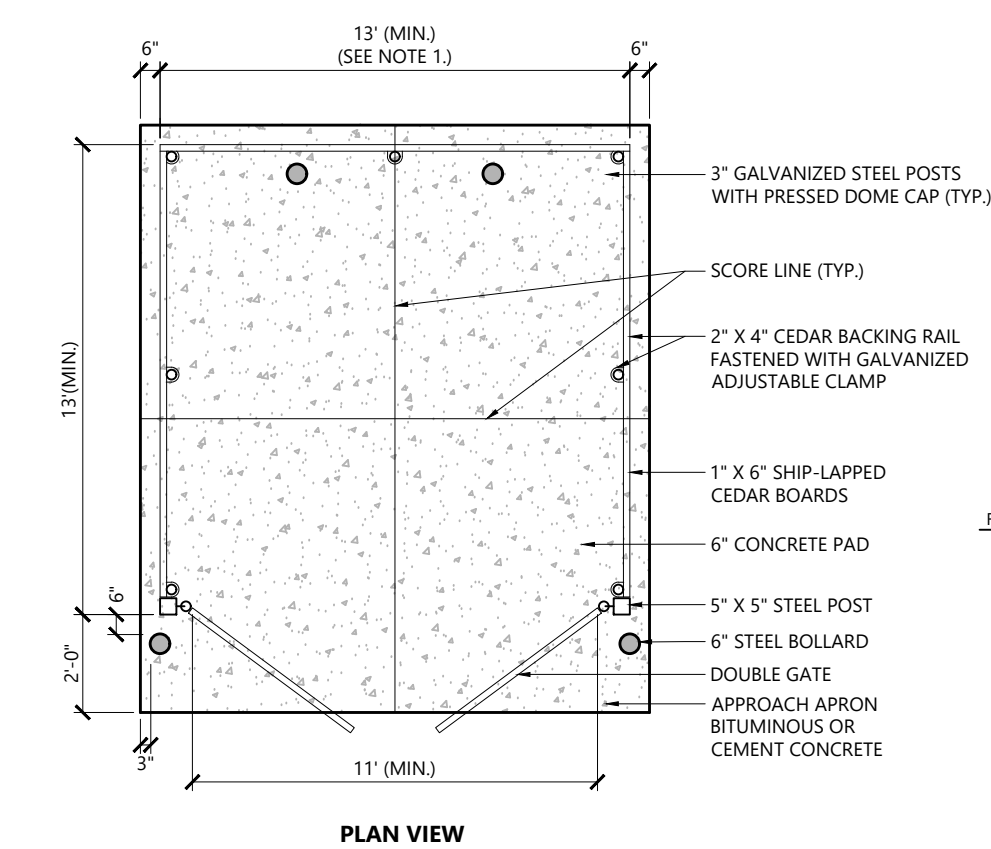 13' (MIN.)
(SEE NOTE 1.)
6"
6"
3" GALVANIZED STEEL POSTS
WITH PRESSED DOME CAP (TYP.)
SCORE LINE (TYP.)
2" X 4" CEDAR BACKING RAIL
FASTENED WITH GALVANIZED
ADJUSTABLE CLAMP
13'(MIN.)
1" X 6" SHIP-LAPPED
CEDAR BOARDS
F
6" CONCRETE PAD
6"
5" X 5" STEEL POST
6" STEEL BOLLARD
2'-0"
DOUBLE GATE
APPROACH APRON
BITUMINOUS OR
CEMENT CONCRETE
3"
11' (MIN.)
PLAN VIEW